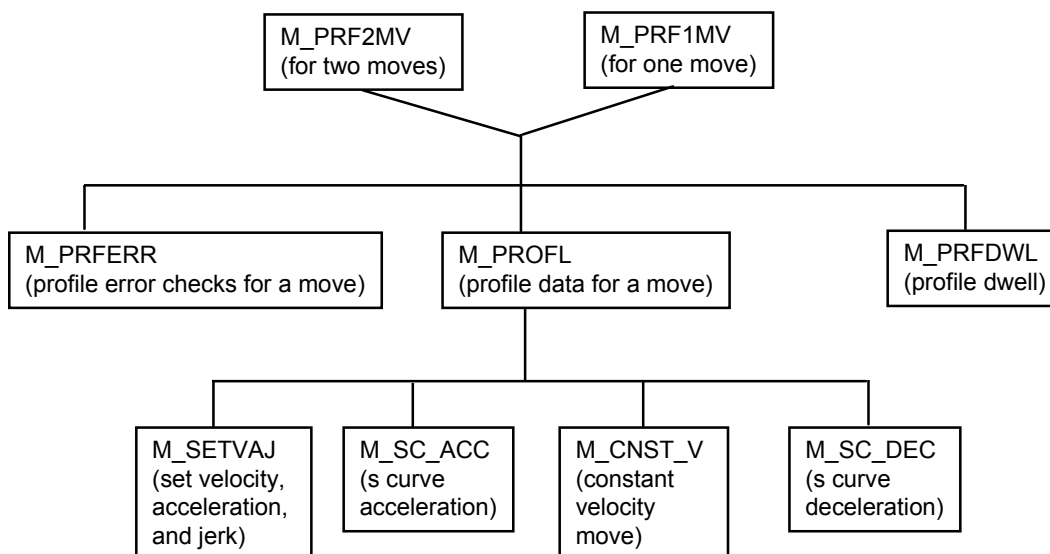 M_PRF2MV
(for two moves)
M_PRF1MV
(for one move)
M_PRFERR
(profile error checks for a move)
M_PROFL
(profile data for a move)
M_PRFDWL
(profile dwell)
M_SETVAJ
(set velocity,
acceleration,
and jerk)
M_SC_ACC
(s curve
acceleration)
M_CNST_V
(constant
velocity
move)
M_SC_DEC
(s curve
deceleration)